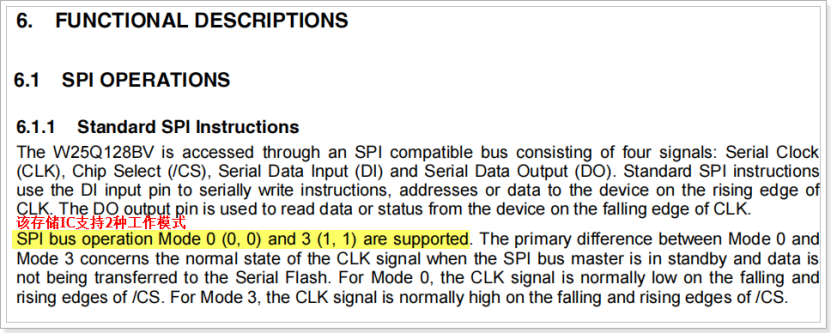 6. FUNCTIONAL DESCRIPTIONS
6.1 SPI OPERATIONS
6.1.1 Standard SPI Instructions
The W25Q128BV is accessed through an SPI compatible bus consisting of four signals: Serial Clock
(CLK), Chip Select (/CS), Serial Data Input (DI) and Serial Data Output (DO). Standard SPI instructions
use the DI input pin to serially write instructions, addresses or data to the device on the rising edge of
CLK. The DO output pin is used to read data or status from the device on the falling edge of CLK.
该存储IC支持2种工作模式
SPI bus operation Mode 0 (0, 0) and 3 (1, 1) are supported. The primary difference between Mode 0 and
Mode 3 concerns the normal state of the CLK signal when the SPI bus master is in standby and data is
not being transferred to the Serial Flash. For Mode 0, the CLK signal is normally low on the falling and
rising edges of /CS. For Mode 3, the CLK signal is normally high on the falling and rising edges of /CS.